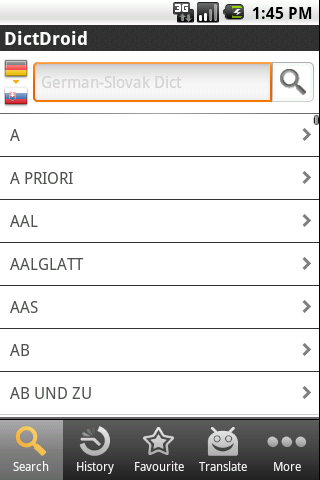 3G
1:45 PM
DictDroid
German-Slovak Dict
A
A PRIORI
AAL
AALGLATT
AAS
AB
AB UND ZU
Search
History
Favourite
Translate
More